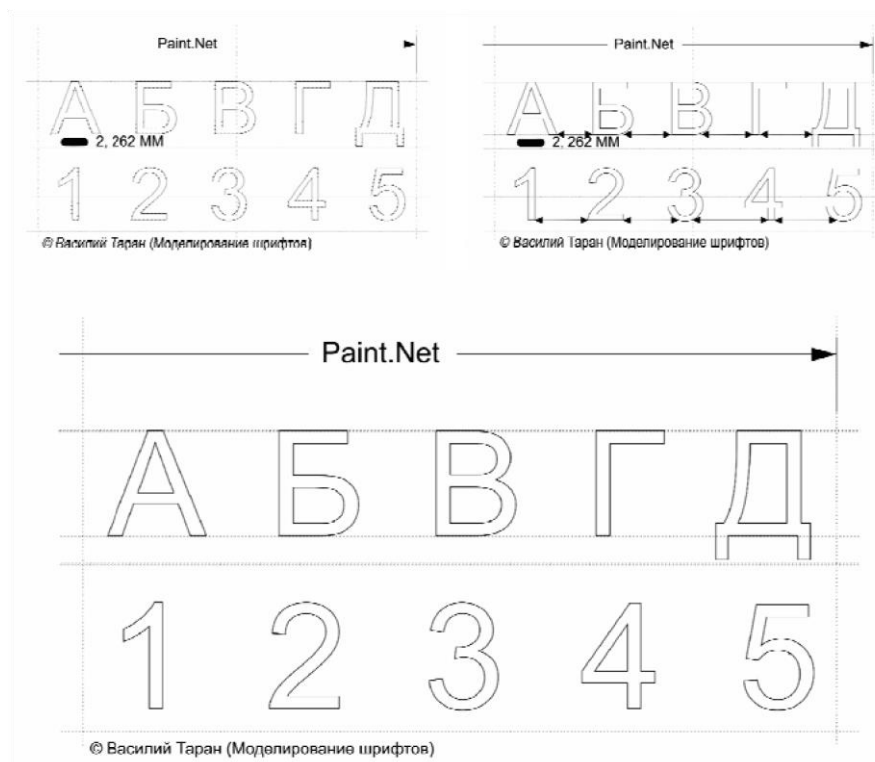 Paint.Net
А Б В Г Д
2, 262 ММ
1 2 3 4 5
© Василий Таран (Моделирование шрифтов)
Paint.Net
А Б В Г Д
2, 262 ММ
1 2 3 4 5
© Василий Таран (Моделирование шрифтов)
Paint.Net
А Б В Г Д
1 2 3 4 5
© Василий Таран (Моделирование шрифтов)